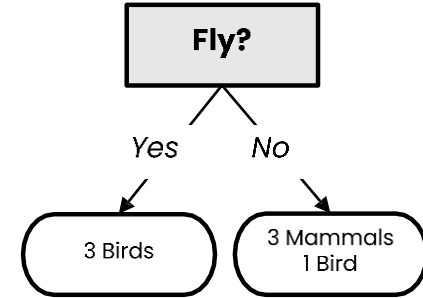 Fly?
Yes
No
3 Birds
3 Mammals
1 Bird